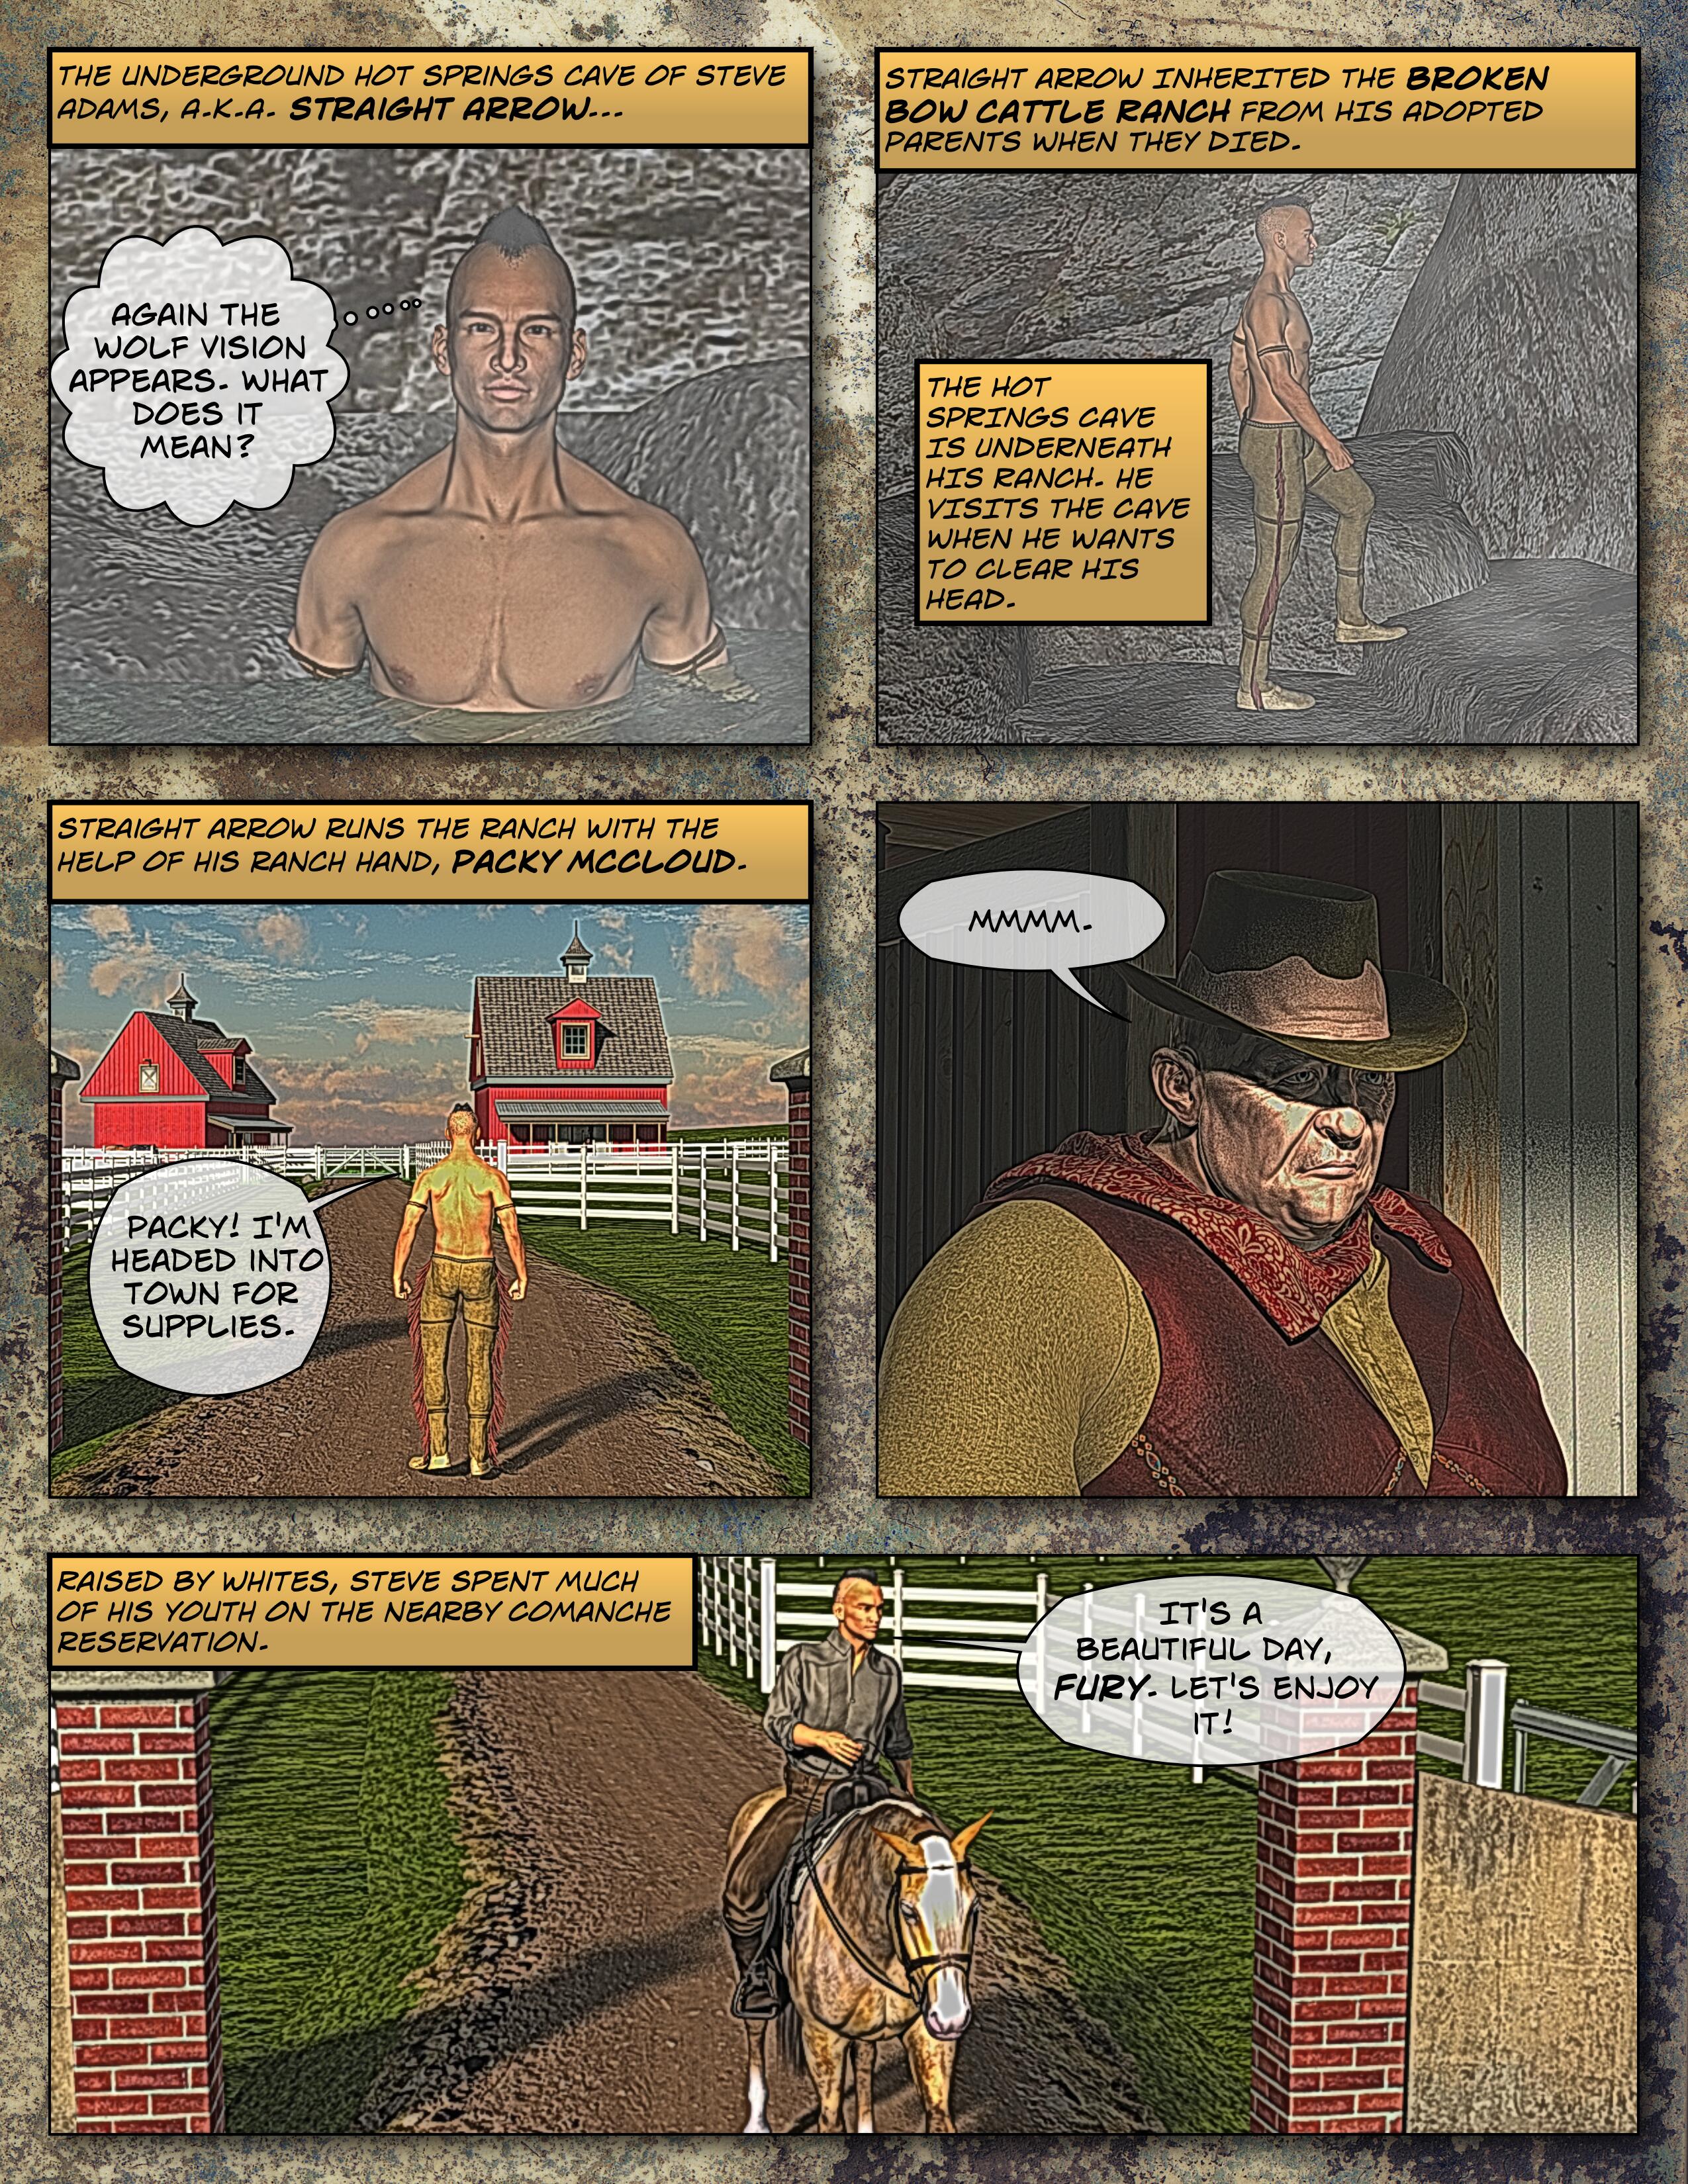 THE UNDERGROUND HOT SPRINGS CAVE OF STEVE
ADAMS, A.K.A. STRAIGHT ARROW...
AGAIN THE
WOLF VISION
APPEARS. WHAT
DOES IT
MEAN?
STRAIGHT ARROW INHERITED THE BROKEN
BOW CATTLE RANCH FROM HIS ADOPTED
PARENTS WHEN THEY DIED.
THE HOT
SPRINGS CAVE
IS UNDERNEATH
HIS RANCH. HE
VISITS THE CAVE
WHEN HE WANTS
TO CLEAR HIS
HEAD.
STRAIGHT ARROW RUNS THE RANCH WITH THE
HELP OF HIS RANCH HAND, PACKY MCCLOUD.
PACKY! I'M
HEADED INTO
TOWN FOR
SUPPLIES.
MMMM.
RAISED BY WHITES, STEVE SPENT MUCH
OF HIS YOUTH ON THE NEARBY COMANCHE
RESERVATION.
IT'S A
BEAUTIFUL DAY,
FURY. LET'S ENJOY
IT!